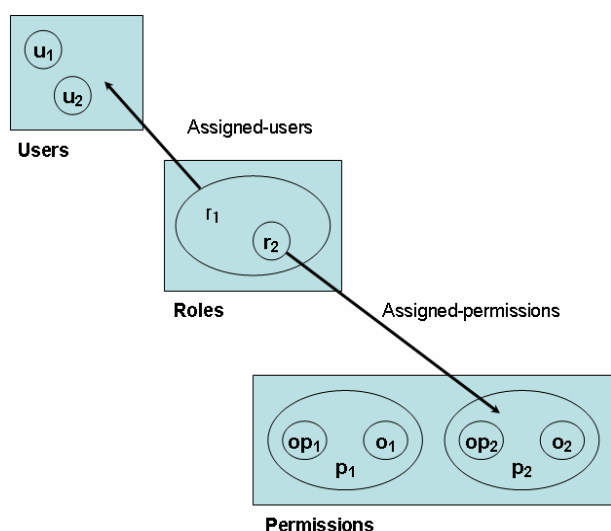 u1
u2
Users
Assigned-users
r1
r2
Roles
Assigned-permissions
op1 o1 op2 o2
p1 p2
Permissions